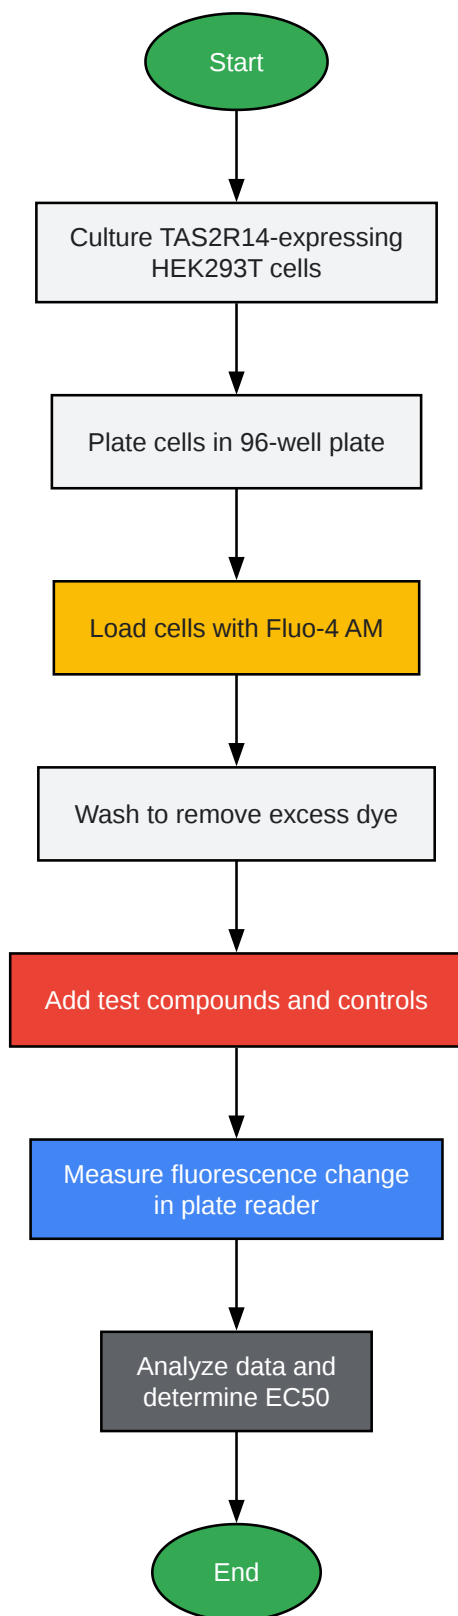 Start
Culture TAS2R14-expressing
HEK293T cells
Plate cells in 96-well plate
Load cells with Fluo-4 AM
Wash to remove excess dye
Add test compounds and controls
Measure fluorescence change
in plate reader
Analyze data and
determine EC50
End